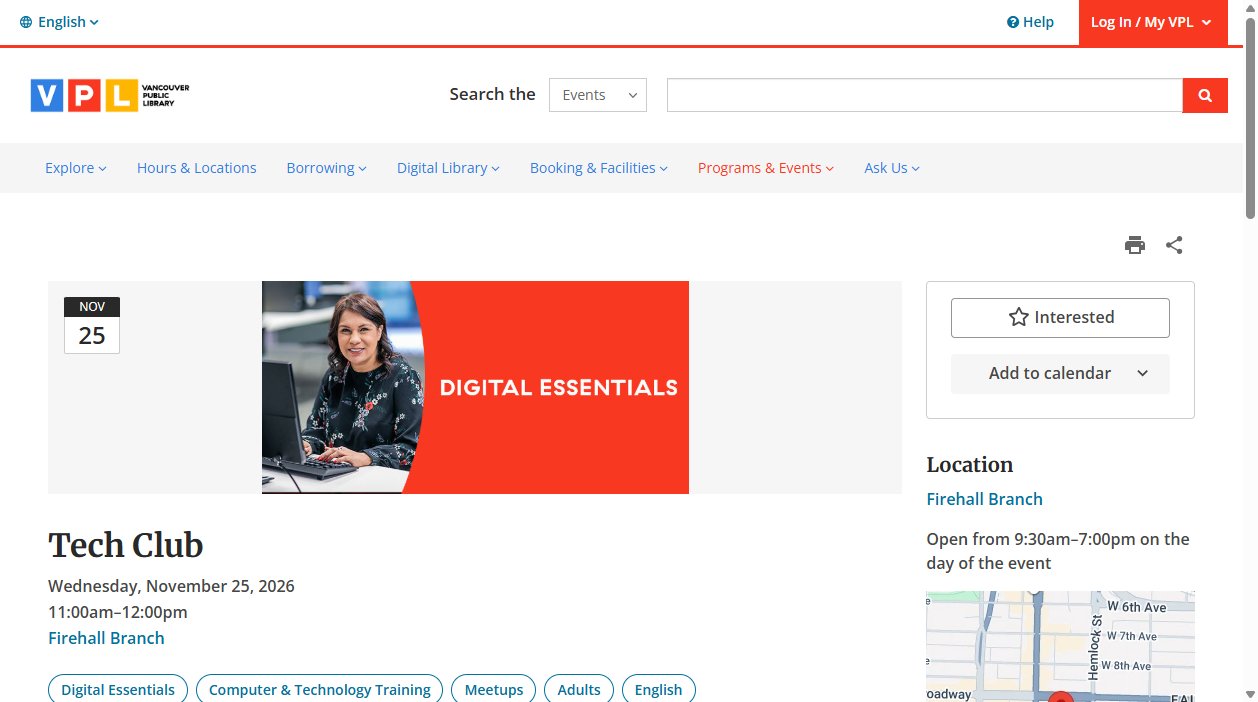 English
Help
Log In / My VPL
V P L VANCOUVER
PUBLIC
LIBRARY
Search the
Events
Explore
Hours & Locations
Borrowing
Digital Library
Booking & Facilities
Programs & Events
Ask Us
NOV
25
DIGITAL ESSENTIALS
Interested
Add to calendar
Tech Club
Wednesday, November 25, 2026
11:00am–12:00pm
Firehall Branch
Digital Essentials
Computer & Technology Training
Meetups
Adults
English
Location
Firehall Branch
Open from 9:30am–7:00pm on the
day of the event
W 6th Ave
Hemlock St
W 7th Ave
W 8th Ave